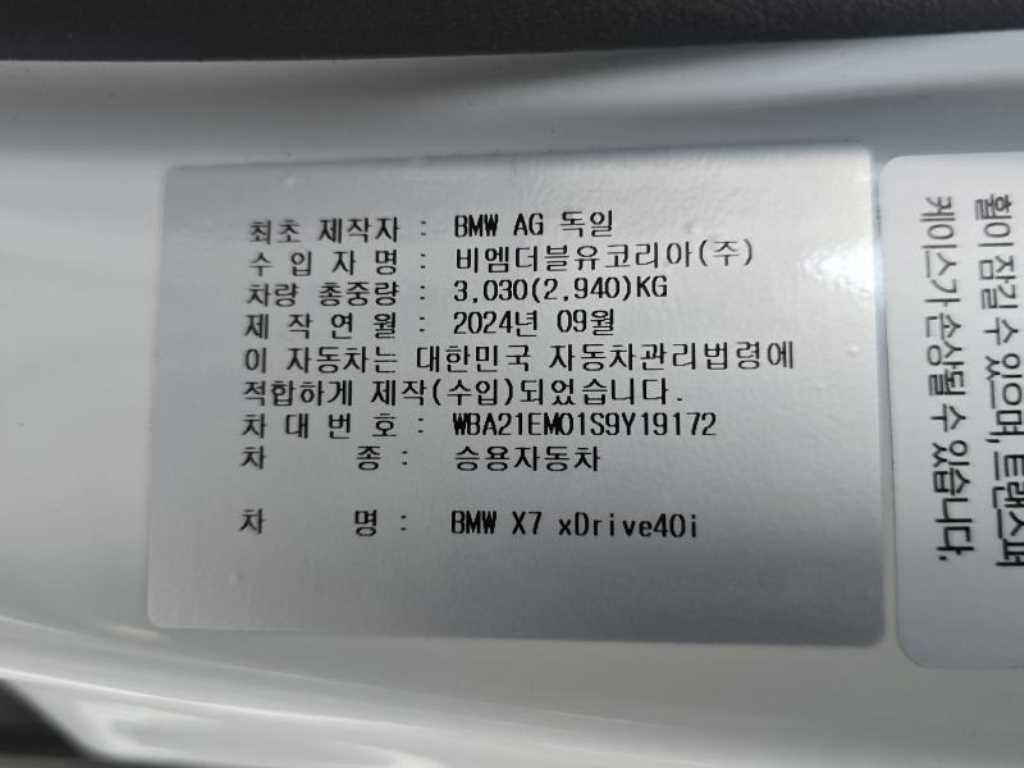 최초 제작자 : BMW AG 독일
수 입 자 명 : 비엠더블유코리아(주)
차량 총중량 : 3,030(2,940)KG
제 작 연 월 : 2024년 09월
이 자동차는 대한민국 자동차관리법령에
적합하게 제작(수입)되었습니다.
차 대 번 호 : WBA21EM01S9Y19172
차 종 : 승용자동차
차 명 : BMW X7 xDrive40i
휠이 잠길 수 있으며, 트랜스퍼
케이스가 손상될 수 있습니다.